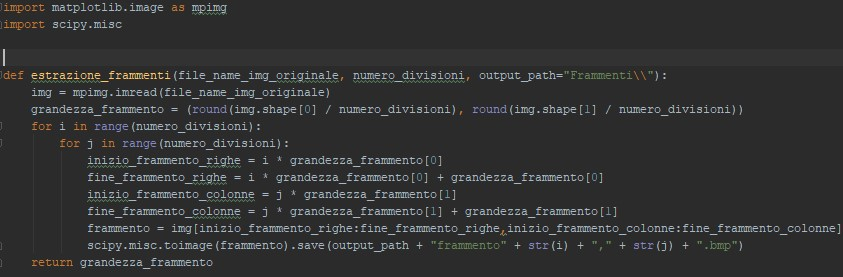 import matplotlib.image as mpimg
import scipy.misc
def estrazione_frammenti(file_name_img_originale, numero_divisioni, output_path="Frammenti\\"):
    img = mpimg.imread(file_name_img_originale)
    grandezza_frammento = (round(img.shape[0] / numero_divisioni), round(img.shape[1] / numero_divisioni))
    for i in range(numero_divisioni):
        for j in range(numero_divisioni):
            inizio_frammento_righe = i * grandezza_frammento[0]
            fine_frammento_righe = i * grandezza_frammento[0] + grandezza_frammento[0]
            inizio_frammento_colonne = j * grandezza_frammento[1]
            fine_frammento_colonne = j * grandezza_frammento[1] + grandezza_frammento[1]
            frammento = img[inizio_frammento_righe:fine_frammento_righe,inizio_frammento_colonne:fine_frammento_colonne]
            scipy.misc.toimage(frammento).save(output_path + "frammento" + str(i) + "," + str(j) + ".bmp")
    return grandezza_frammento